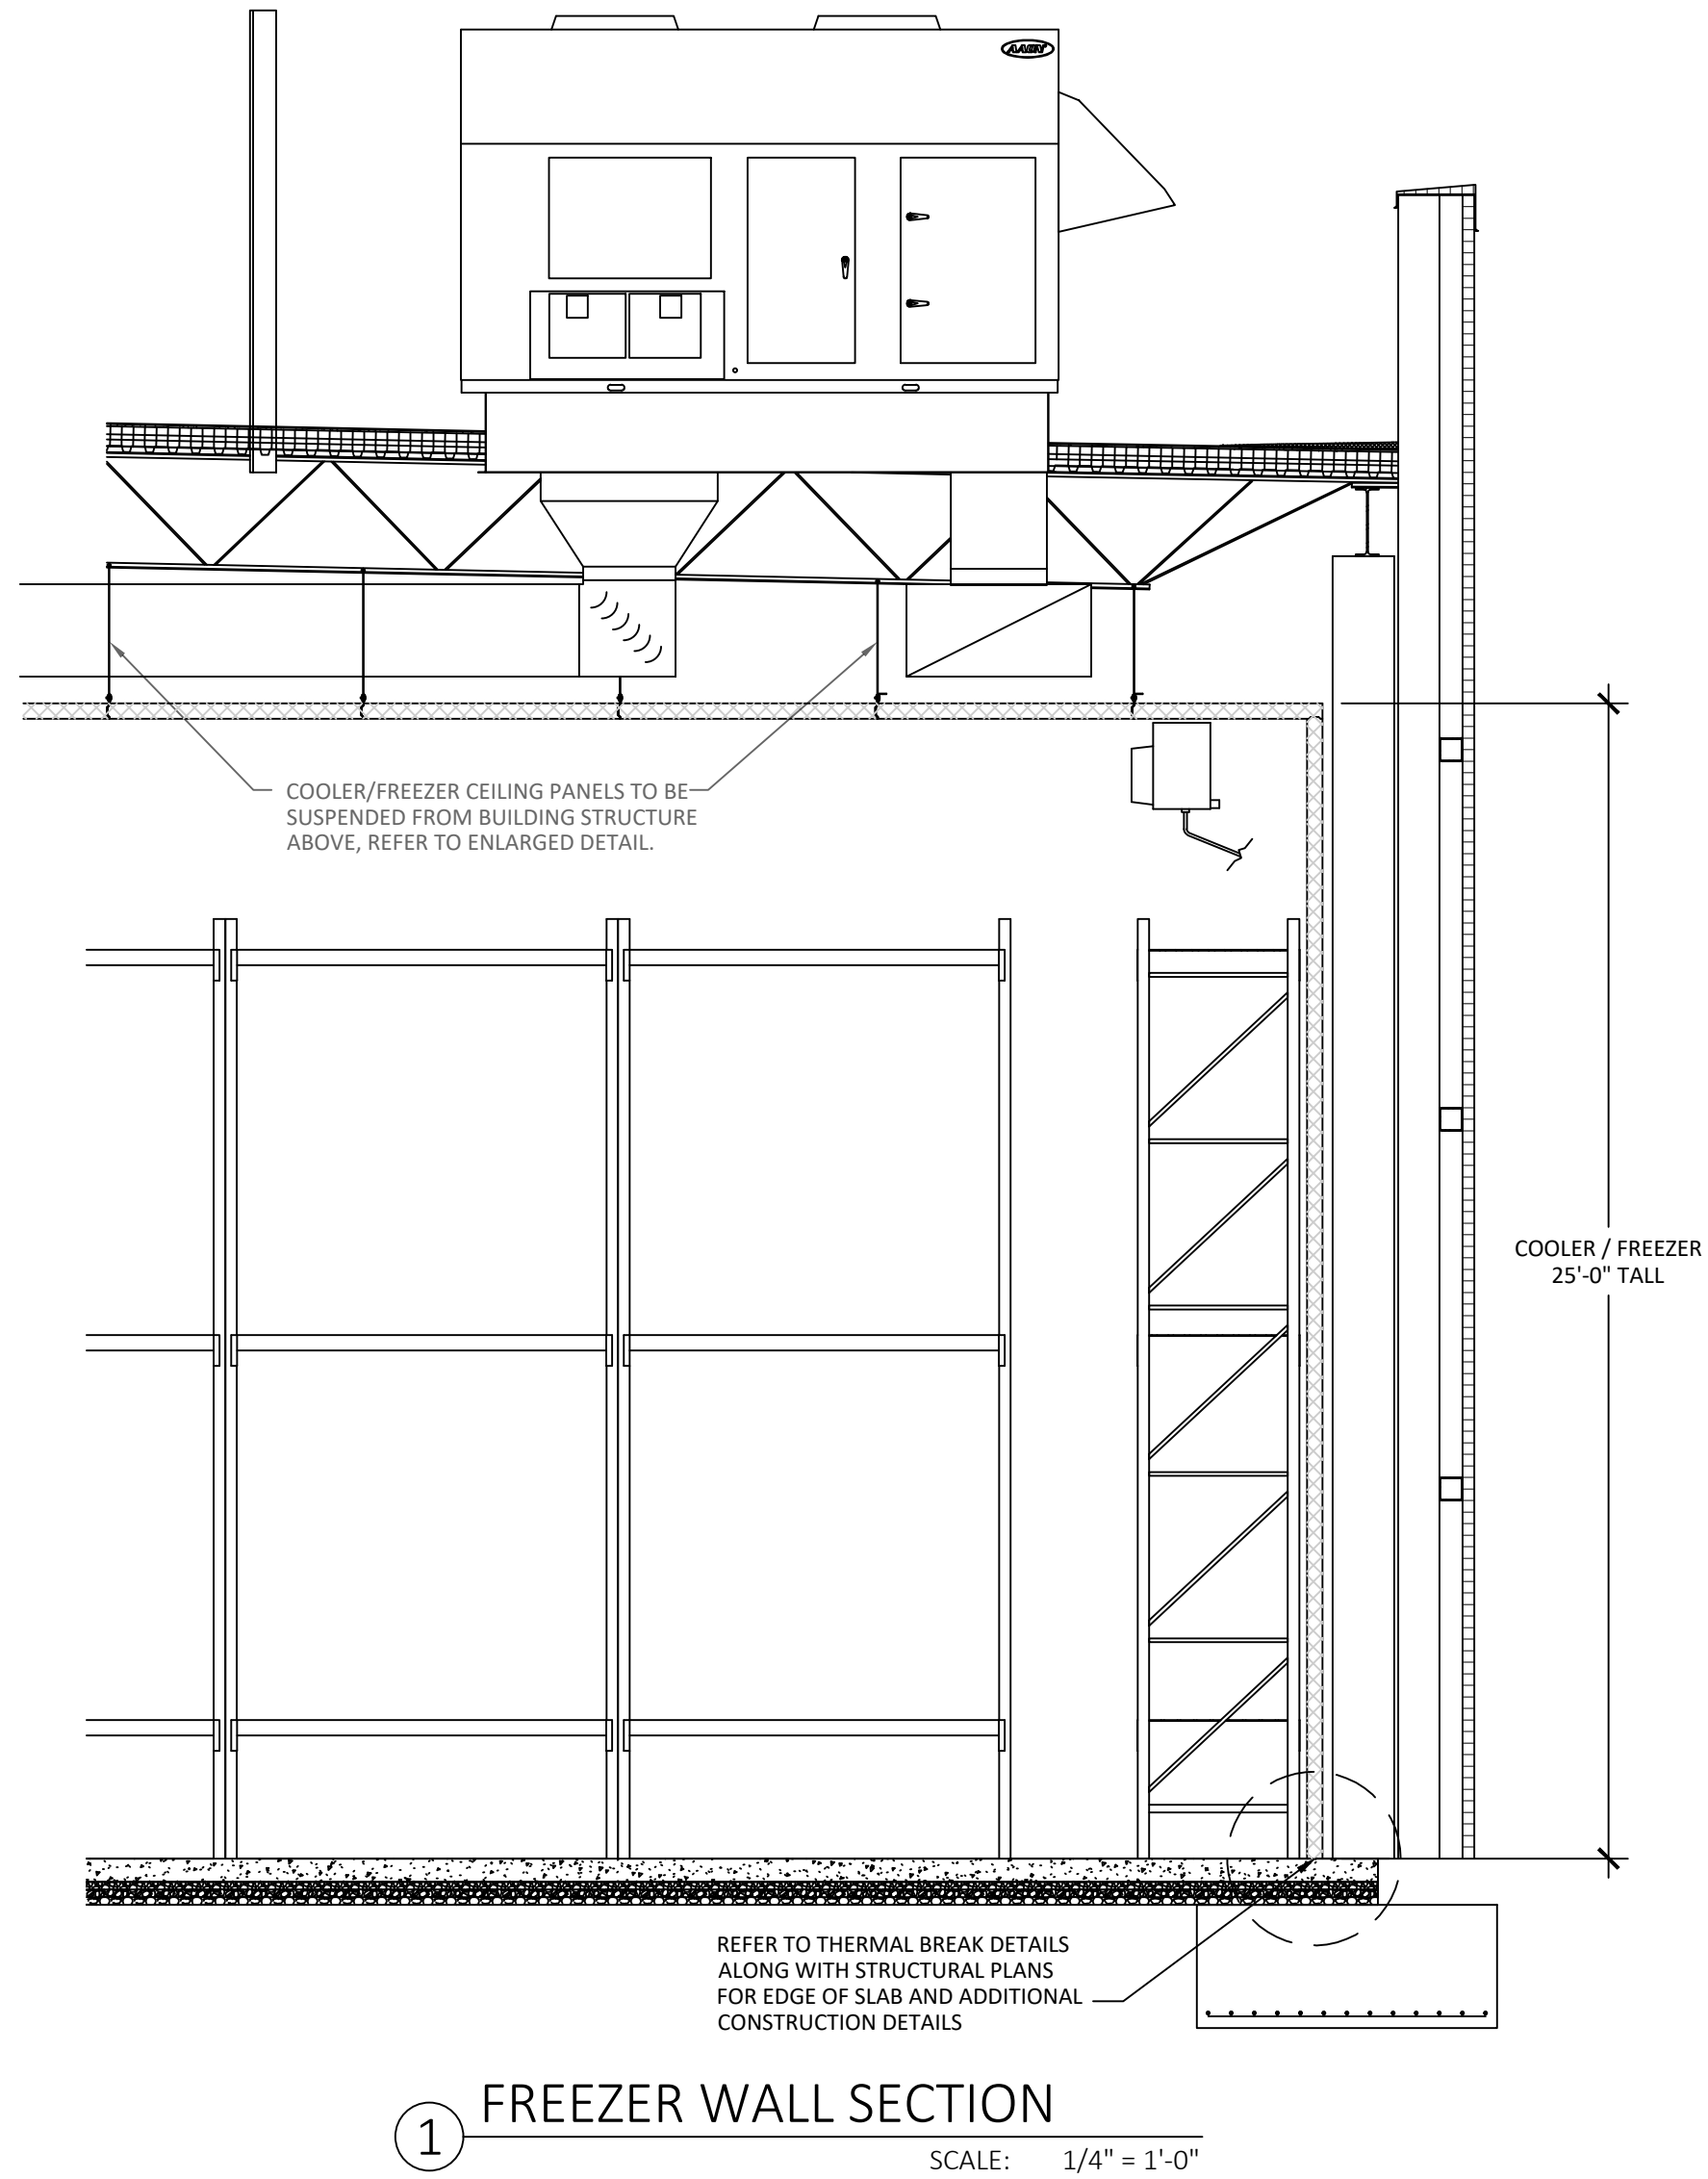 AAON
COOLER/FREEZER CEILING PANELS TO BE
SUSPENDED FROM BUILDING STRUCTURE
ABOVE, REFER TO ENLARGED DETAIL.
COOLER / FREEZER
25'-0" TALL
REFER TO THERMAL BREAK DETAILS
ALONG WITH STRUCTURAL PLANS
FOR EDGE OF SLAB AND ADDITIONAL
CONSTRUCTION DETAILS
1
FREEZER WALL SECTION
SCALE: 1/4" = 1'-0"